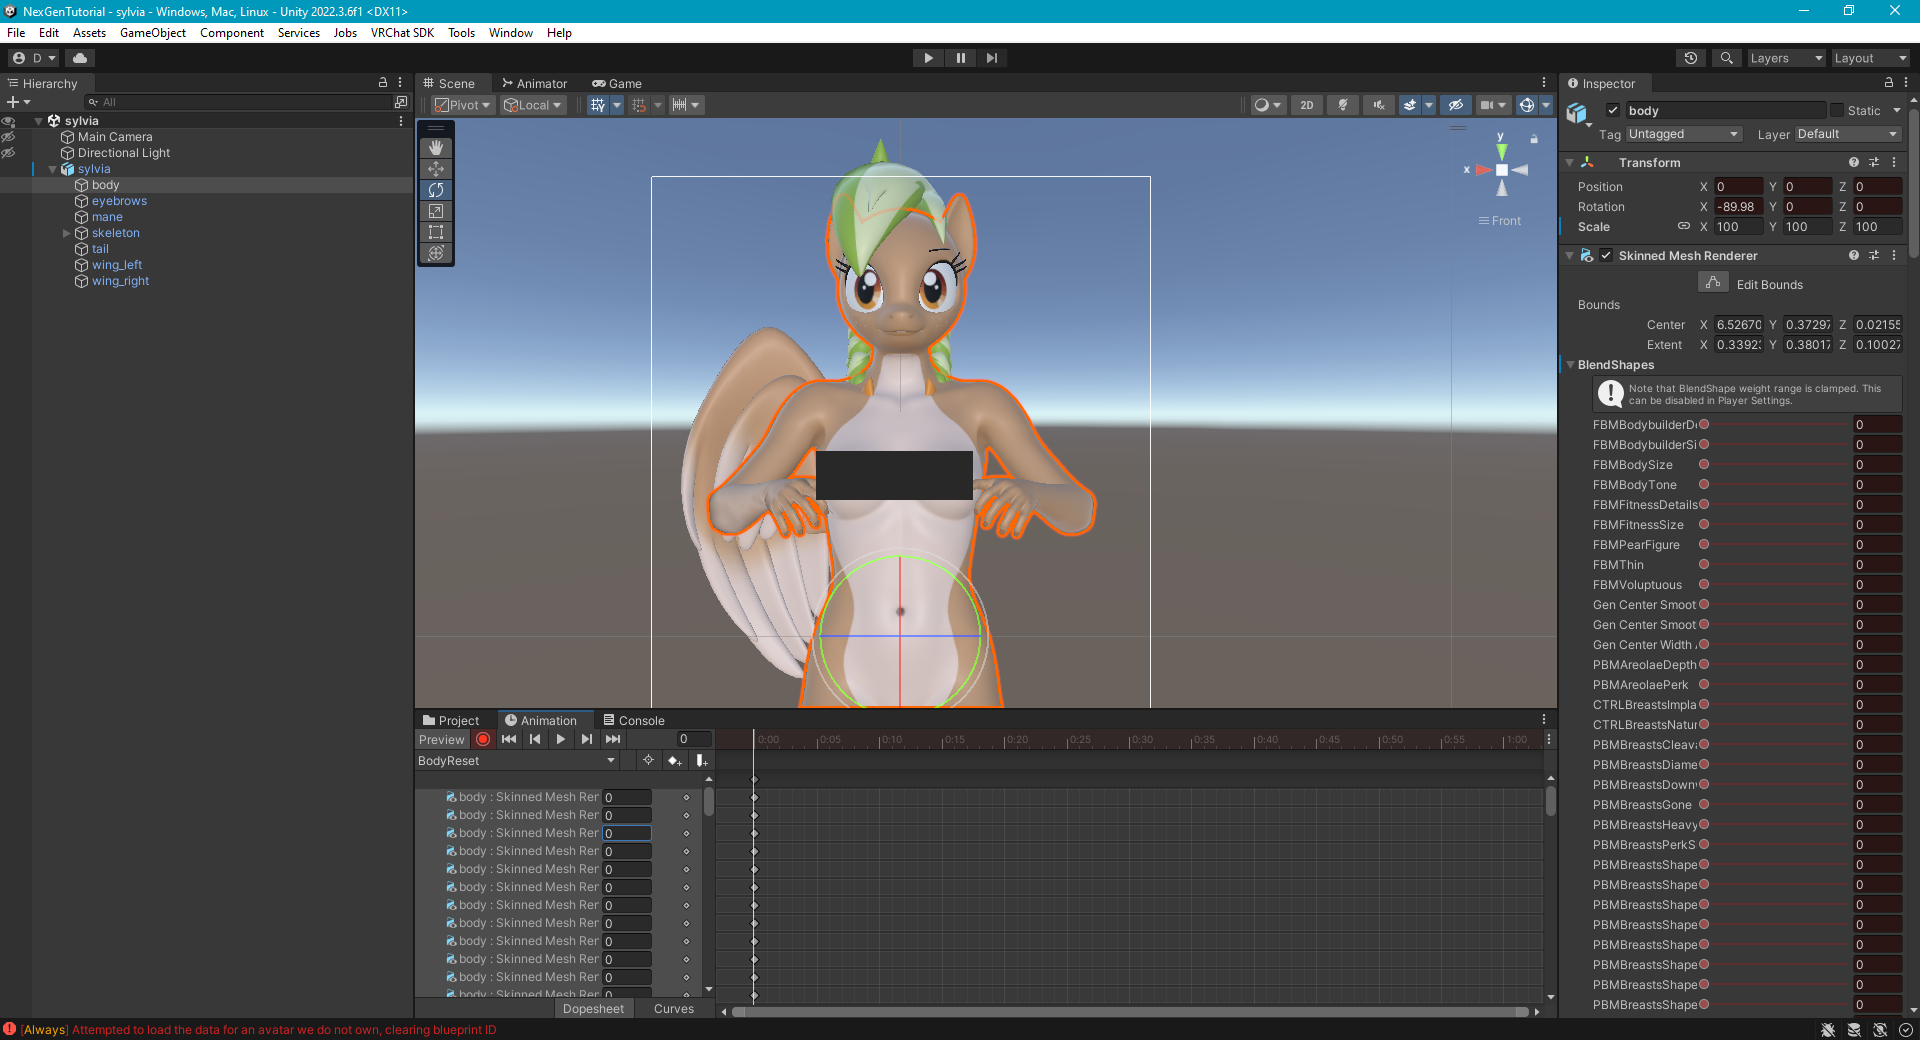 NexGenTutorial - sylvia - Windows, Mac, Linux - Unity 2022.3.6f1 <DX11>
File Edit Assets GameObject Component Services Jobs VRChat SDK Tools Window Help
D
Layers
Layout
Hierarchy
All
sylvia
Main Camera
Directional Light
sylvia
body
eyebrows
mane
skeleton
tail
wing_left
wing_right
Scene Animator Game
Pivot Local
2D
y
x
Front
Project Animation Console
Preview
0
0:00 0:05 0:10 0:15 0:20 0:25 0:30 0:35 0:40 0:45 0:50 0:55 1:00
BodyReset
body : Skinned Mesh Rer 0
body : Skinned Mesh Rer 0
body : Skinned Mesh Rer 0
body : Skinned Mesh Rer 0
body : Skinned Mesh Rer 0
body : Skinned Mesh Rer 0
body : Skinned Mesh Rer 0
body : Skinned Mesh Rer 0
body : Skinned Mesh Rer 0
body : Skinned Mesh Rer 0
body : Skinned Mesh Rer 0
body : Skinned Mesh Rer 0
Dopesheet Curves
Inspector
body
Static
Tag Untagged Layer Default
Transform
Position X 0 Y 0 Z 0
Rotation X -89.98 Y 0 Z 0
Scale X 100 Y 100 Z 100
Skinned Mesh Renderer
Edit Bounds
Bounds
Center X 6.52670 Y 0.37297 Z 0.02155
Extent X 0.3392 Y 0.38017 Z 0.10027
BlendShapes
Note that BlendShape weight range is clamped. This
can be disabled in Player Settings.
FBMBodybuilderD 0
FBMBodybuilderSi 0
FBMBodySize 0
FBMBodyTone 0
FBMFitnessDetails 0
FBMFitnessSize 0
FBMPearFigure 0
FBMThin 0
FBMVoluptuous 0
Gen Center Smoot 0
Gen Center Smoot 0
Gen Center Width 0
PBMAreolaeDepth 0
PBMAreolaePerk 0
CTRLBreastsImpla 0
CTRLBreastsNatur 0
PBMBreastsCleav 0
PBMBreastsDiame 0
PBMBreastsDown 0
PBMBreastsGone 0
PBMBreastsHeavy 0
PBMBreastsPerkS 0
PBMBreastsShape 0
PBMBreastsShape 0
PBMBreastsShape 0
PBMBreastsShape 0
PBMBreastsShape 0
PBMBreastsShape 0
PBMBreastsShape 0
PBMBreastsShape 0
[Always] Attempted to load the data for an avatar we do not own, clearing blueprint ID